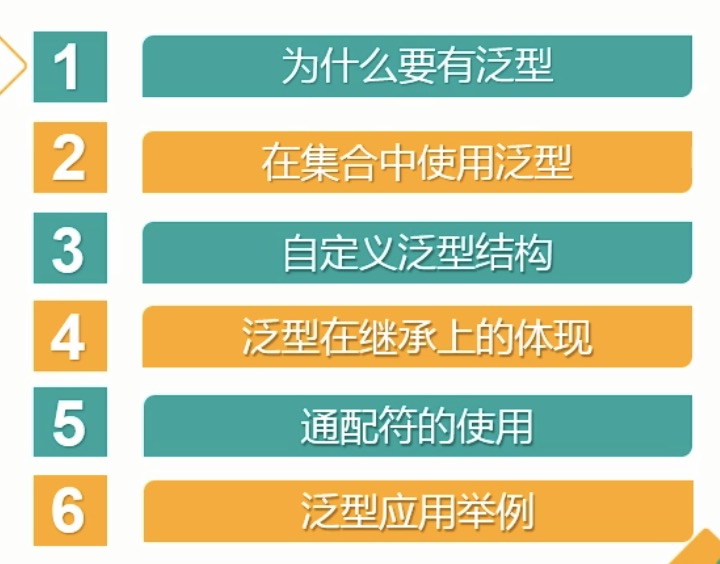 1 为什么要有泛型
2 在集合中使用泛型
3 自定义泛型结构
4 泛型在继承上的体现
5 通配符的使用
6 泛型应用举例